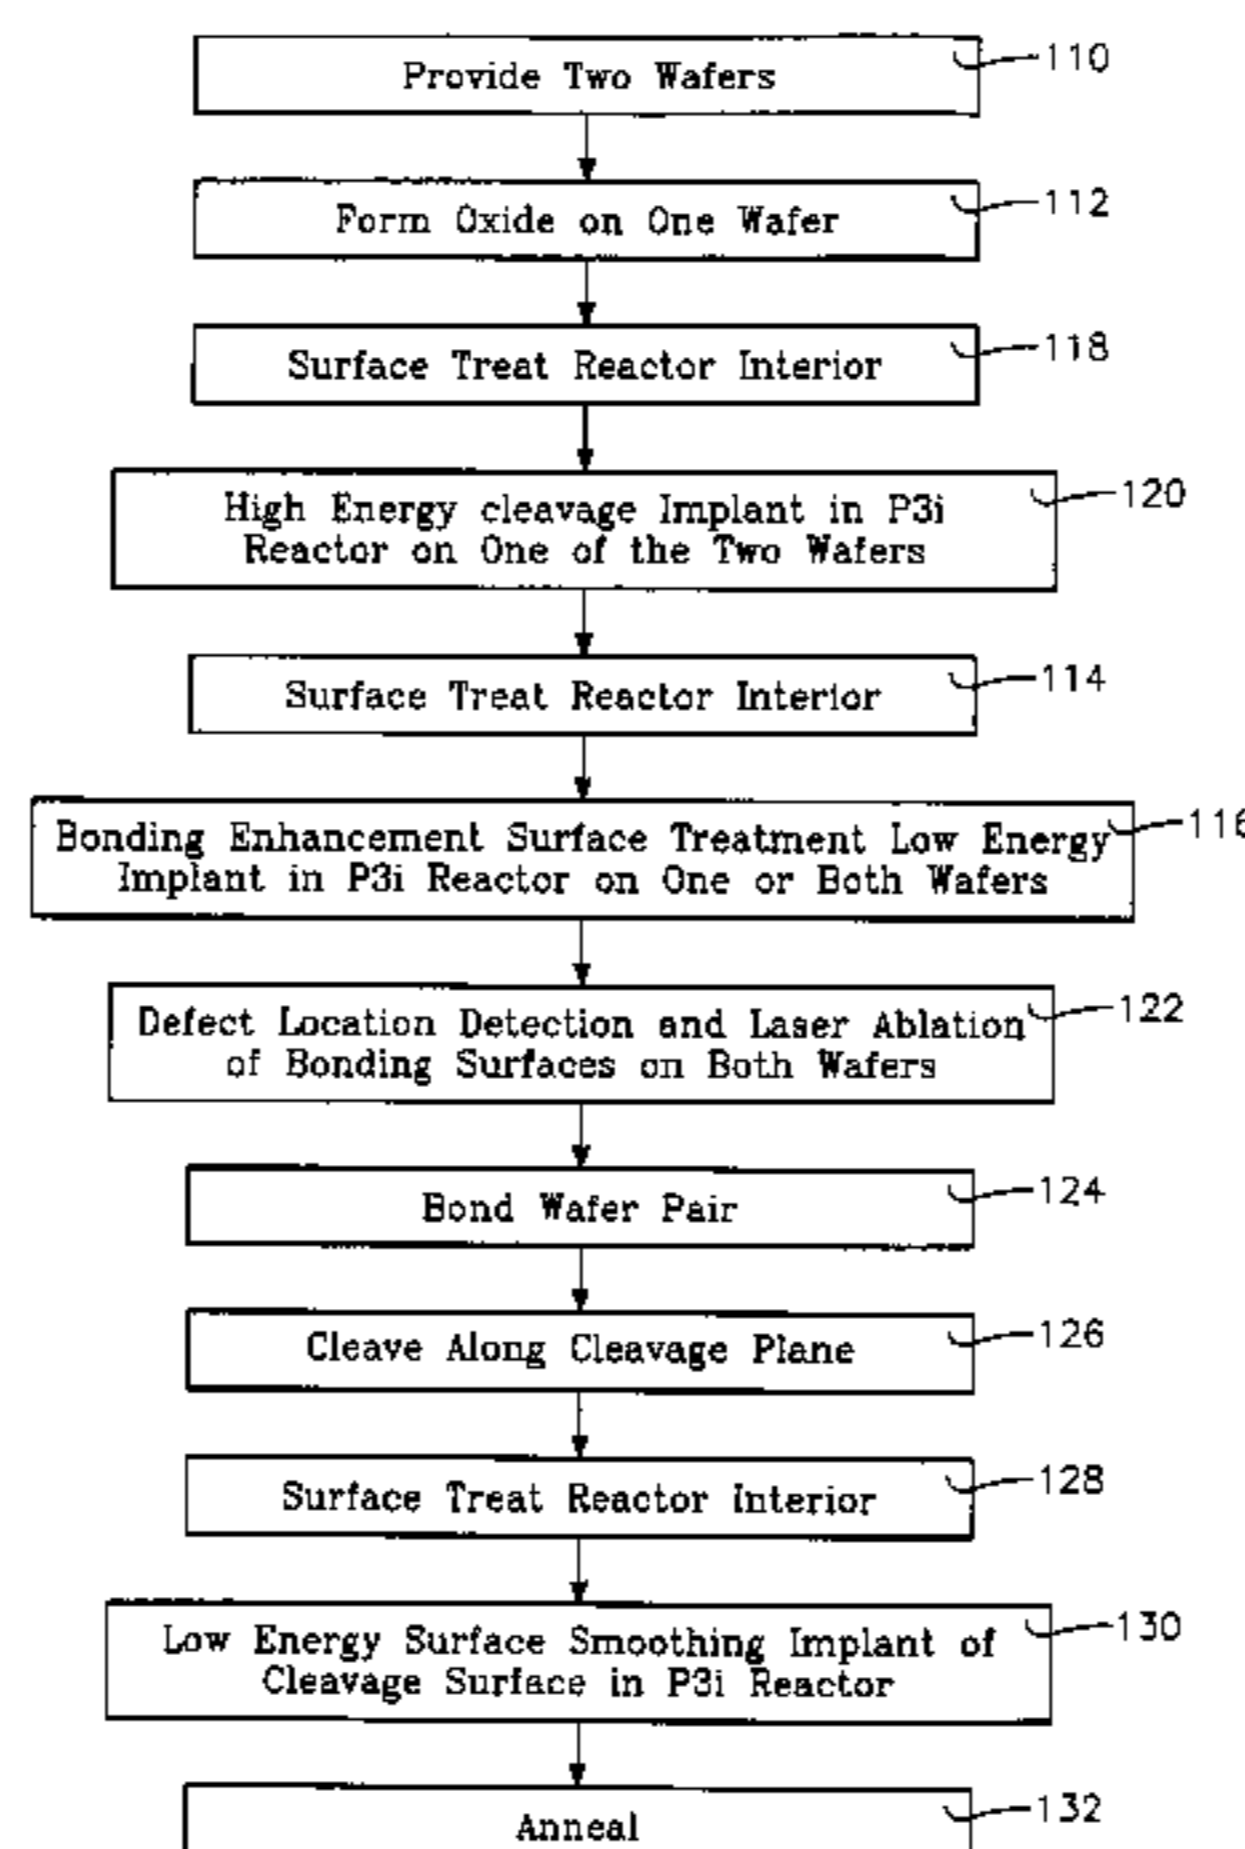 Provide Two Wafers
110
Form Oxide on One Wafer
112
Surface Treat Reactor Interior
118
High Energy cleavage Implant in P3i
Reactor on One of the Two Wafers
120
Surface Treat Reactor Interior
114
Bonding Enhancement Surface Treatment Low Energy
Implant in P3i Reactor on One or Both Wafers
116
Defect Location Detection and Laser Ablation
of Bonding Surfaces on Both Wafers
122
Bond Wafer Pair
124
Cleave Along Cleavage Plane
126
Surface Treat Reactor Interior
128
Low Energy Surface Smoothing Implant of
Cleavage Surface in P3i Reactor
130
Anneal
132